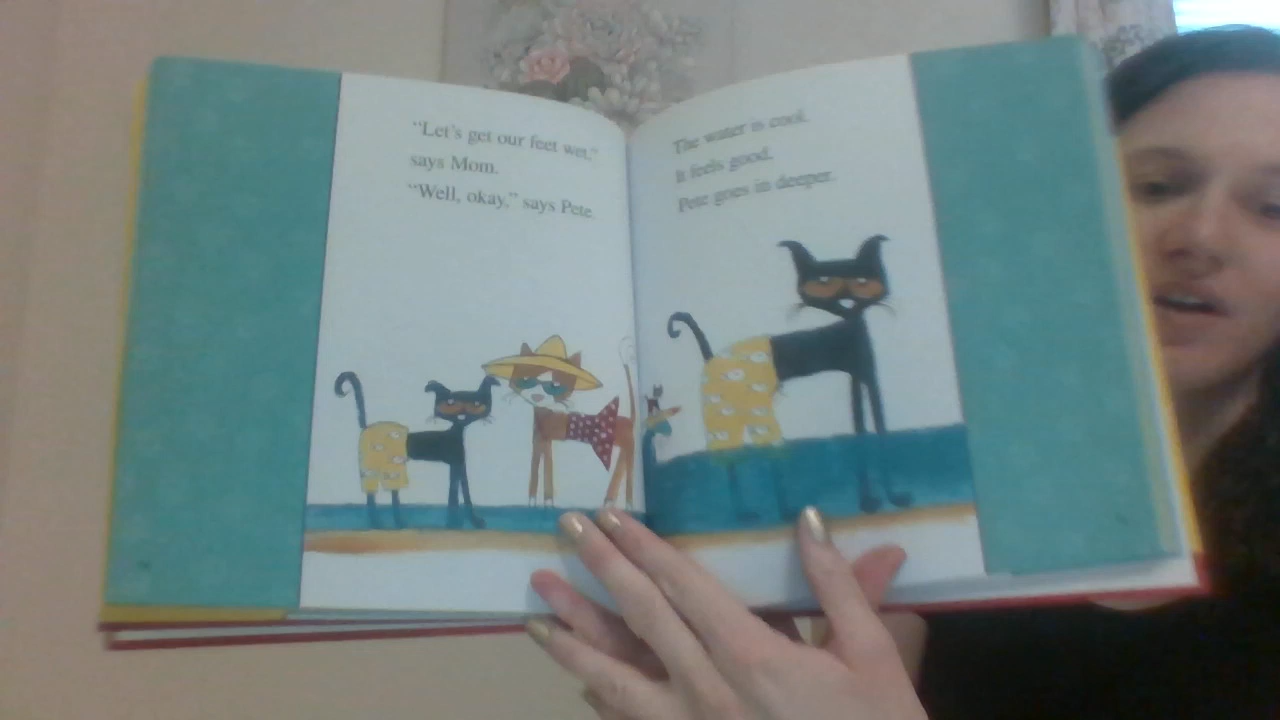 “Let’s get our feet wet,”
says Mom.
“Well, okay,” says Pete.
The water is cool.
It feels good.
Pete goes in deeper.